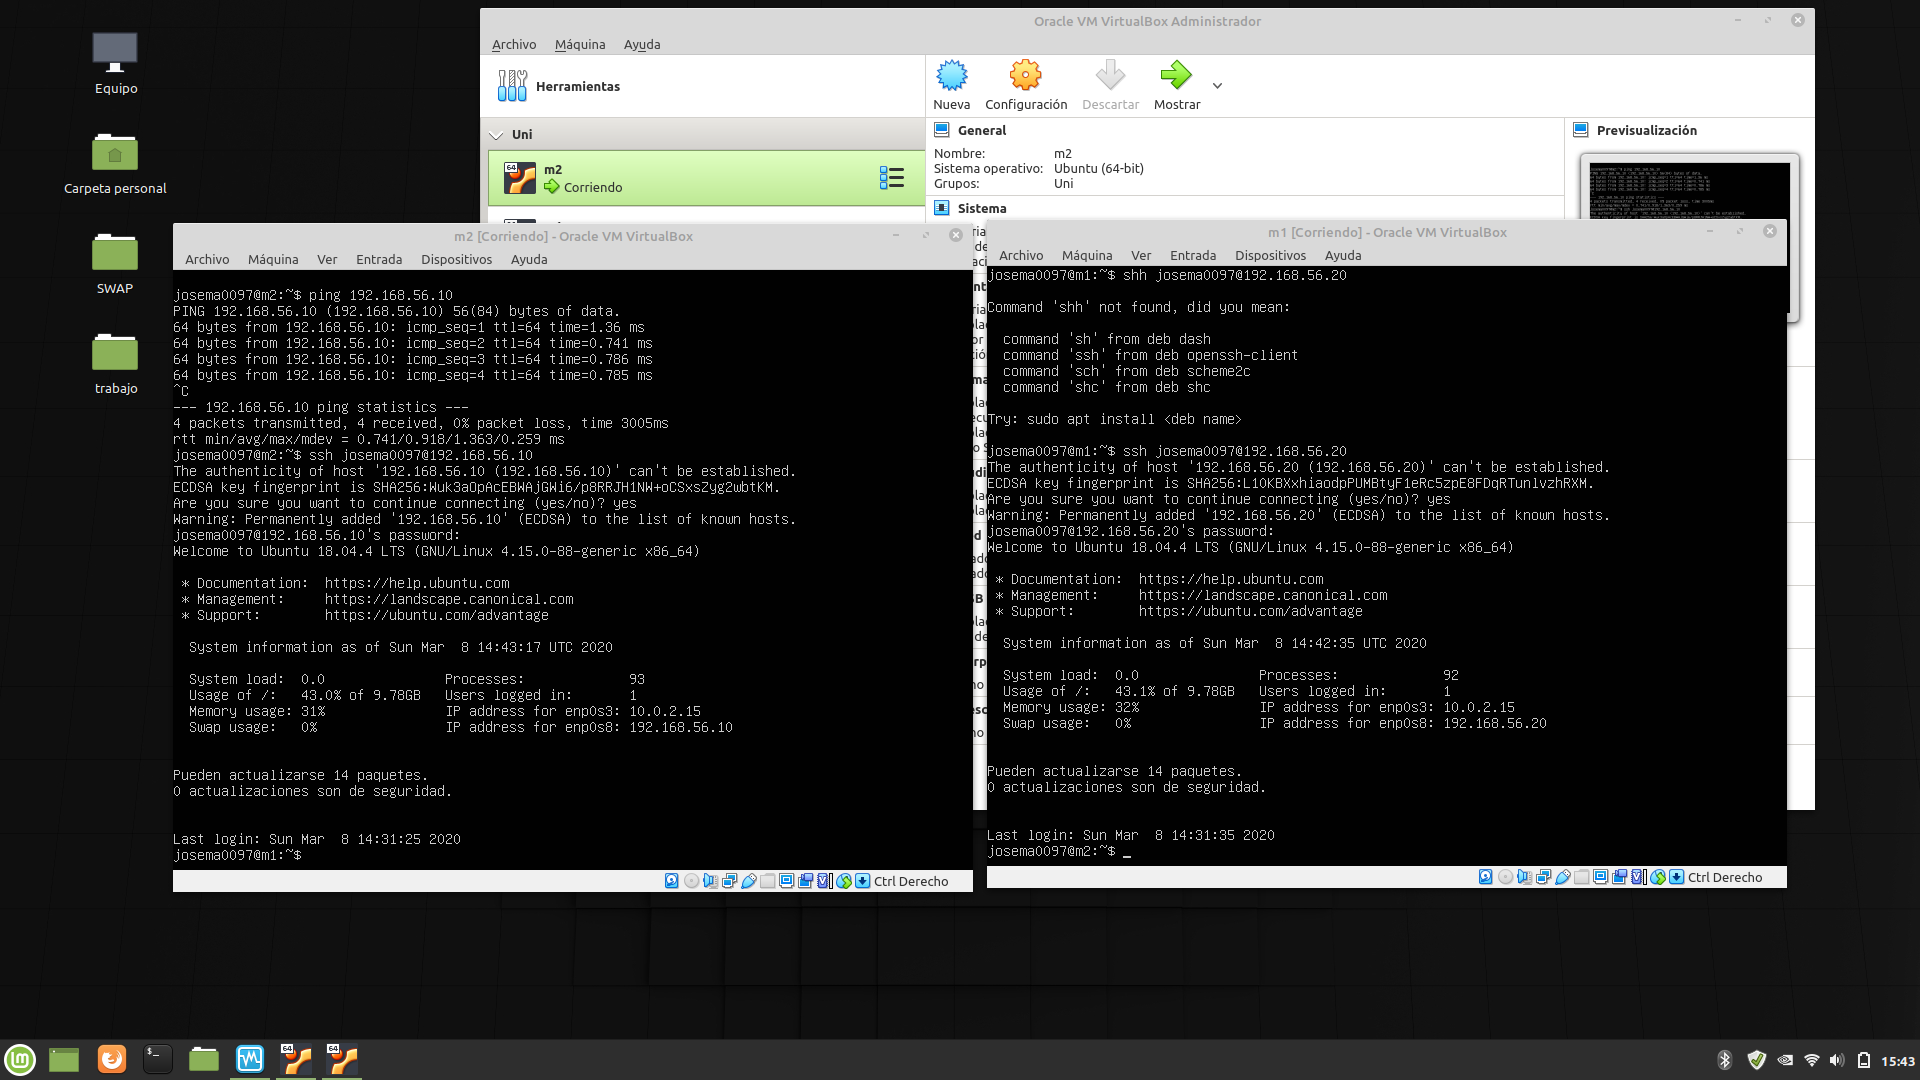 Equipo
Carpeta personal
SWAP
trabajo
Oracle VM VirtualBox Administrador
Archivo Máquina Ayuda
Herramientas
Nueva Configuración Descartar Mostrar
Uni
64 m2
Corriendo
General
Nombre: m2
Sistema operativo: Ubuntu (64-bit)
Grupos: Uni
Sistema
Previsualización
m2 [Corriendo] - Oracle VM VirtualBox
Archivo Máquina Ver Entrada Dispositivos Ayuda
josema0097@m2:~$ ping 192.168.56.10
PING 192.168.56.10 (192.168.56.10) 56(84) bytes of data.
64 bytes from 192.168.56.10: icmp_seq=1 ttl=64 time=1.36 ms
64 bytes from 192.168.56.10: icmp_seq=2 ttl=64 time=0.741 ms
64 bytes from 192.168.56.10: icmp_seq=3 ttl=64 time=0.786 ms
64 bytes from 192.168.56.10: icmp_seq=4 ttl=64 time=0.785 ms
^C
--- 192.168.56.10 ping statistics ---
4 packets transmitted, 4 received, 0% packet loss, time 3005ms
rtt min/avg/max/mdev = 0.741/0.918/1.363/0.259 ms
josema0097@m2:~$ ssh josema0097@192.168.56.10
The authenticity of host '192.168.56.10 (192.168.56.10)' can't be established.
ECDSA key fingerprint is SHA256:Wuk3aOpAcEBWAjGWi6/p8RRJH1NW+oCSxsZyg2wbtKM.
Are you sure you want to continue connecting (yes/no)? yes
Warning: Permanently added '192.168.56.10' (ECDSA) to the list of known hosts.
josema0097@192.168.56.10's password:
Welcome to Ubuntu 18.04.4 LTS (GNU/Linux 4.15.0-88-generic x86_64)
* Documentation: https://help.ubuntu.com
* Management: https://landscape.canonical.com
* Support: https://ubuntu.com/advantage
System information as of Sun Mar 8 14:43:17 UTC 2020
System load: 0.0 Processes: 93
Usage of /: 43.0% of 9.78GB Users logged in: 1
Memory usage: 31% IP address for enp0s3: 10.0.2.15
Swap usage: 0% IP address for enp0s8: 192.168.56.10
Pueden actualizarse 14 paquetes.
0 actualizaciones son de seguridad.
Last login: Sun Mar 8 14:31:25 2020
josema0097@m1:~$
Ctrl Derecho
m1 [Corriendo] - Oracle VM VirtualBox
Archivo Máquina Ver Entrada Dispositivos Ayuda
josema0097@m1:~$ shh josema0097@192.168.56.20
Command 'shh' not found, did you mean:
command 'sh' from deb dash
command 'ssh' from deb openssh-client
command 'sch' from deb scheme2c
command 'shc' from deb shc
Try: sudo apt install <deb name>
josema0097@m1:~$ ssh josema0097@192.168.56.20
The authenticity of host '192.168.56.20 (192.168.56.20)' can't be established.
ECDSA key fingerprint is SHA256:L1OKBXxhiaodpPUMBtyF1eRc5zpE8FDqRTunlvzhRXM.
Are you sure you want to continue connecting (yes/no)? yes
Warning: Permanently added '192.168.56.20' (ECDSA) to the list of known hosts.
josema0097@192.168.56.20's password:
Welcome to Ubuntu 18.04.4 LTS (GNU/Linux 4.15.0-88-generic x86_64)
* Documentation: https://help.ubuntu.com
* Management: https://landscape.canonical.com
* Support: https://ubuntu.com/advantage
System information as of Sun Mar 8 14:42:35 UTC 2020
System load: 0.0 Processes: 92
Usage of /: 43.1% of 9.78GB Users logged in: 1
Memory usage: 32% IP address for enp0s3: 10.0.2.15
Swap usage: 0% IP address for enp0s8: 192.168.56.20
Pueden actualizarse 14 paquetes.
0 actualizaciones son de seguridad.
Last login: Sun Mar 8 14:31:35 2020
josema0097@m2:~$ _
Ctrl Derecho
64
64
15:43